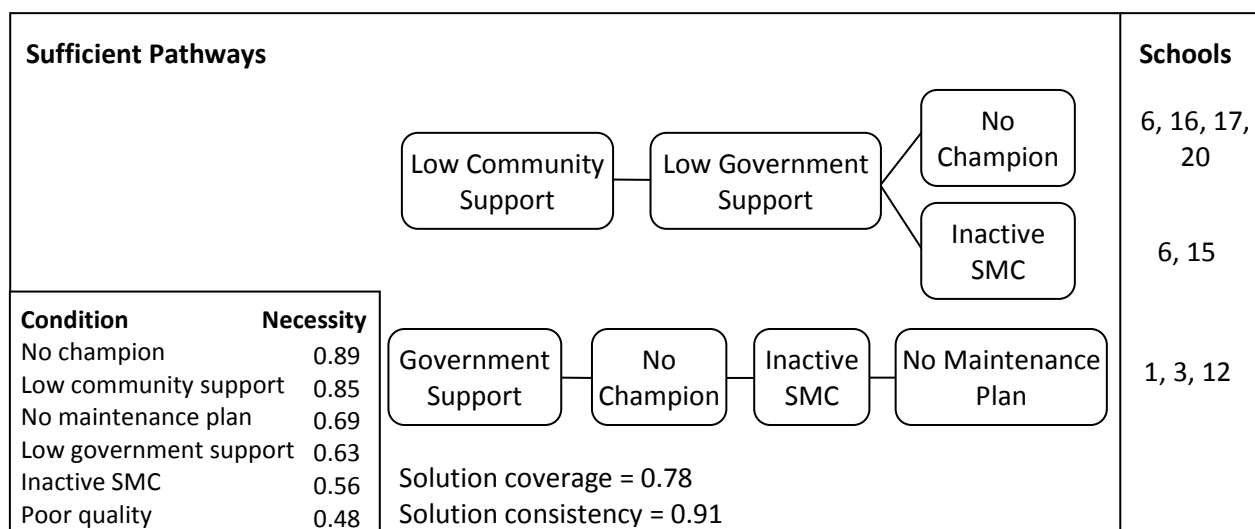 Sufficient Pathways
Schools
Low Community
Support
Low Government
Support
No
Champion
6, 16, 17,
20
Inactive
SMC
6, 15
Condition Necessity
No champion 0.89
Low community support 0.85
No maintenance plan 0.69
Low government support 0.63
Inactive SMC 0.56
Poor quality 0.48
Government
Support
No
Champion
Inactive
SMC
No Maintenance
Plan
1, 3, 12
Solution coverage = 0.78
Solution consistency = 0.91